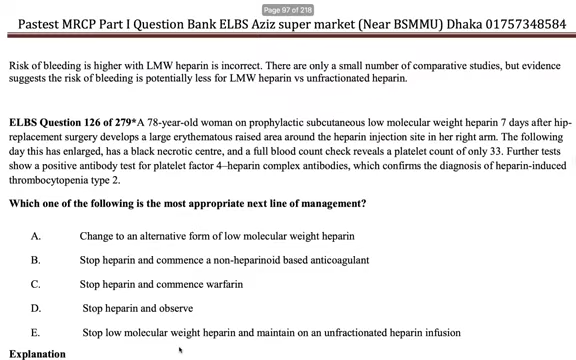 Page 97 of 218
Pastest MRCP Part I Question Bank ELBS Aziz super market (Near BSMMU) Dhaka 01757348584
Risk of bleeding is higher with LMW heparin is incorrect. There are only a small number of comparative studies, but evidence
suggests the risk of bleeding is potentially less for LMW heparin vs unfractionated heparin.
ELBS Question 126 of 279*A 78-year-old woman on prophylactic subcutaneous low molecular weight heparin 7 days after hip-
replacement surgery develops a large erythematous raised area around the heparin injection site in her right arm. The following
day this has enlarged, has a black necrotic centre, and a full blood count check reveals a platelet count of only 33. Further tests
show a positive antibody test for platelet factor 4–heparin complex antibodies, which confirms the diagnosis of heparin-induced
thrombocytopenia type 2.
Which one of the following is the most appropriate next line of management?
A. Change to an alternative form of low molecular weight heparin
B. Stop heparin and commence a non-heparinoid based anticoagulant
C. Stop heparin and commence warfarin
D. Stop heparin and observe
E. Stop low molecular weight heparin and maintain on an unfractionated heparin infusion
Explanation